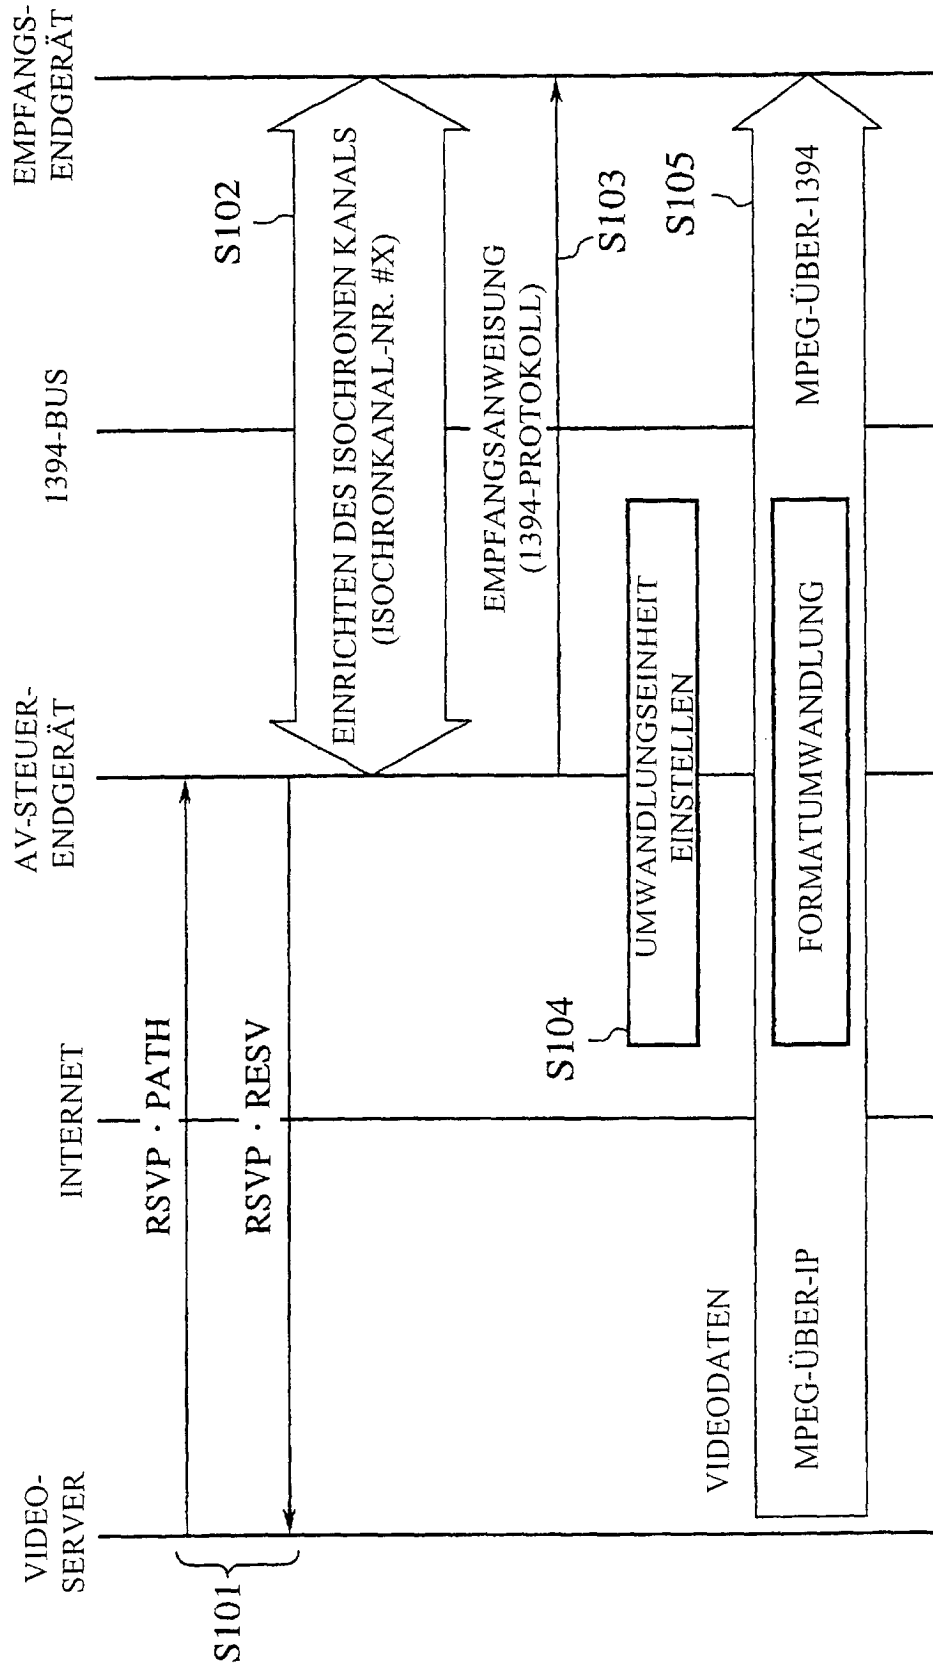 VIDEO-
SERVER
INTERNET
AV-STEUER-
ENDGERÄT
1394-BUS
EMPFANGS-
ENDGERÄT
S101
RSVP · PATH
RSVP · RESV
S102
EINRICHTEN DES ISOCHRONEN KANALS
(ISOCHRONKANAL-NR. #X)
EMPFANGSANWEISUNG
(1394-PROTOKOLL)
S103
S104
UMWANDLUNGSEINHEIT
EINSTELLEN
S105
VIDEODATEN
MPEG-ÜBER-IP
FORMATUMWANDLUNG
MPEG-ÜBER-1394